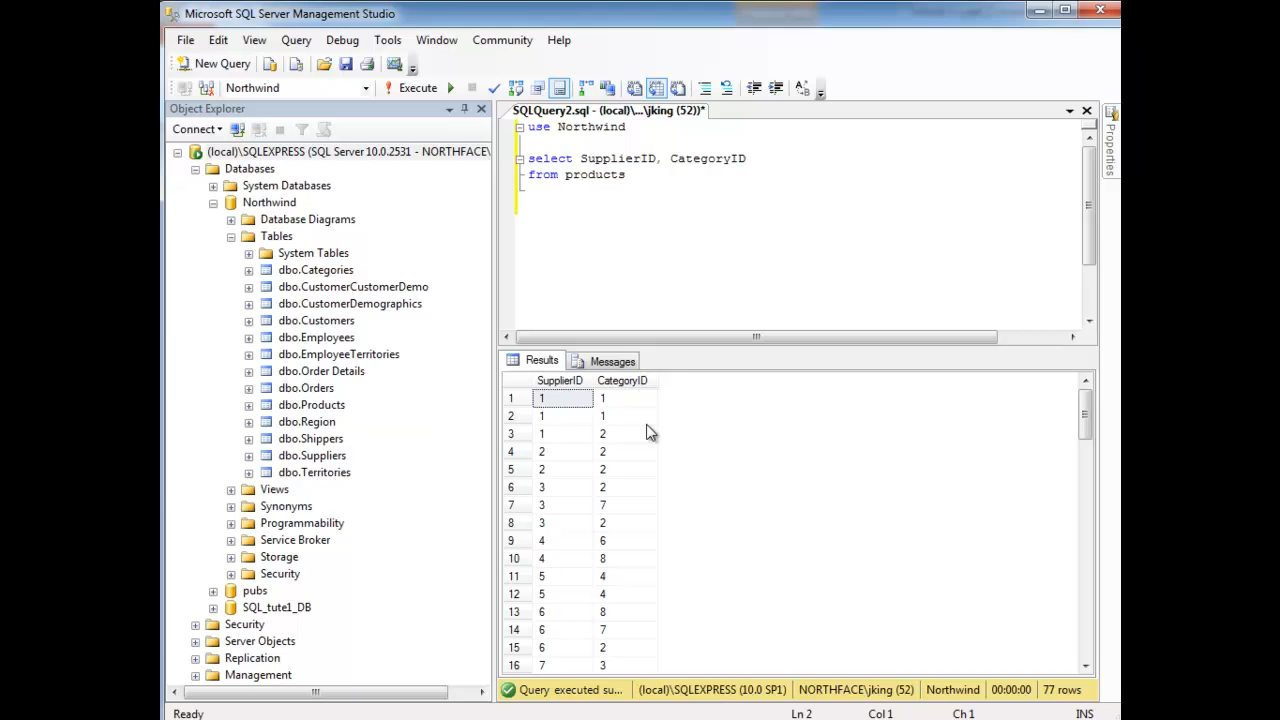 Microsoft SQL Server Management Studio
File Edit View Query Debug Tools Window Community Help
New Query
Northwind Execute
Object Explorer
Connect
(local)\SQLEXPRESS (SQL Server 10.0.2531 - NORTHFACE\
Databases
System Databases
Northwind
Database Diagrams
Tables
System Tables
dbo.Categories
dbo.CustomerCustomerDemo
dbo.CustomerDemographics
dbo.Customers
dbo.Employees
dbo.EmployeeTerritories
dbo.Order Details
dbo.Orders
dbo.Products
dbo.Region
dbo.Shippers
dbo.Suppliers
dbo.Territories
Views
Synonyms
Programmability
Service Broker
Storage
Security
pubs
SQL_tute1_DB
Security
Server Objects
Replication
Management
SQLQuery2.sql - (local)\...\jking (52))*
use Northwind
select SupplierID, CategoryID
from products
Properties
Results Messages
SupplierID CategoryID
1 1 1
2 1 1
3 1 2
4 2 2
5 2 2
6 3 2
7 3 7
8 3 2
9 4 6
10 4 8
11 5 4
12 5 4
13 6 8
14 6 7
15 6 2
16 7 3
Query executed su... (local)\SQLEXPRESS (10.0 SP1) NORTHFACE\jking (52) Northwind 00:00:00 77 rows
Ready Ln 2 Col 1 Ch 1 INS